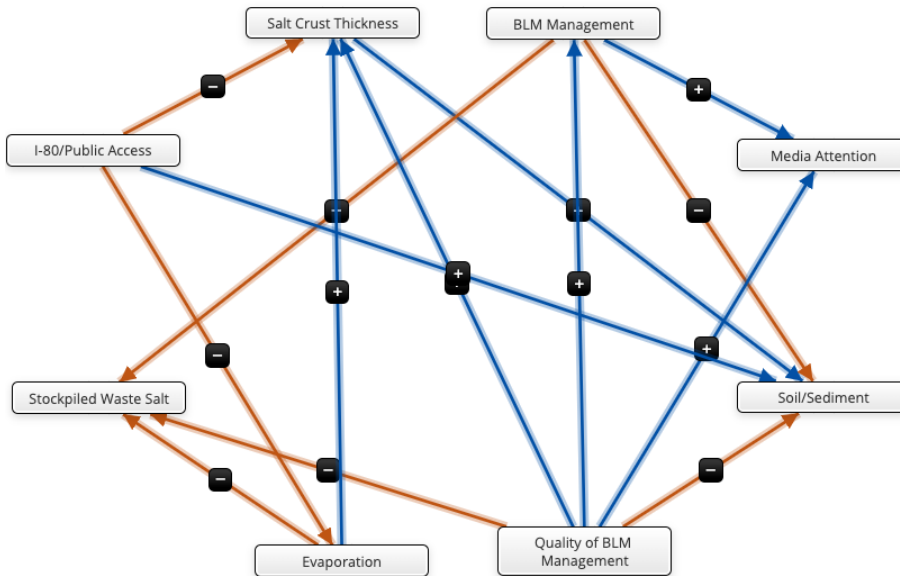 Salt Crust Thickness
BLM Management
−
+
I-80/Public Access
Media Attention
−
−
−
+
+
+
−
+
Stockpiled Waste Salt
Soil/Sediment
−
−
−
Evaporation
Quality of BLM
Management